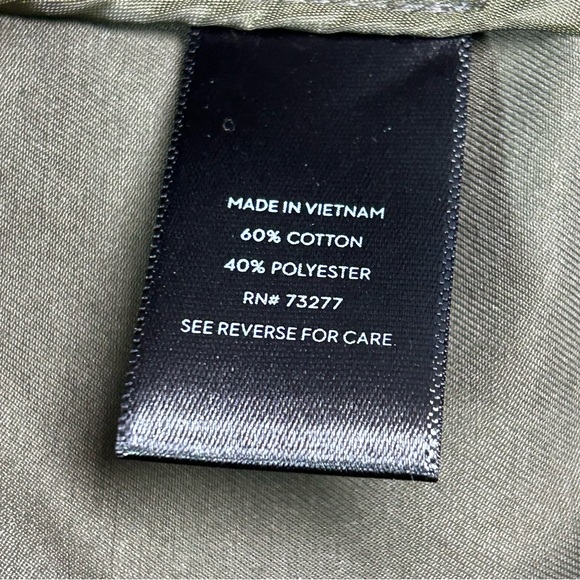 MADE IN VIETNAM
60% COTTON
40% POLYESTER
RN# 73277
SEE REVERSE FOR CARE